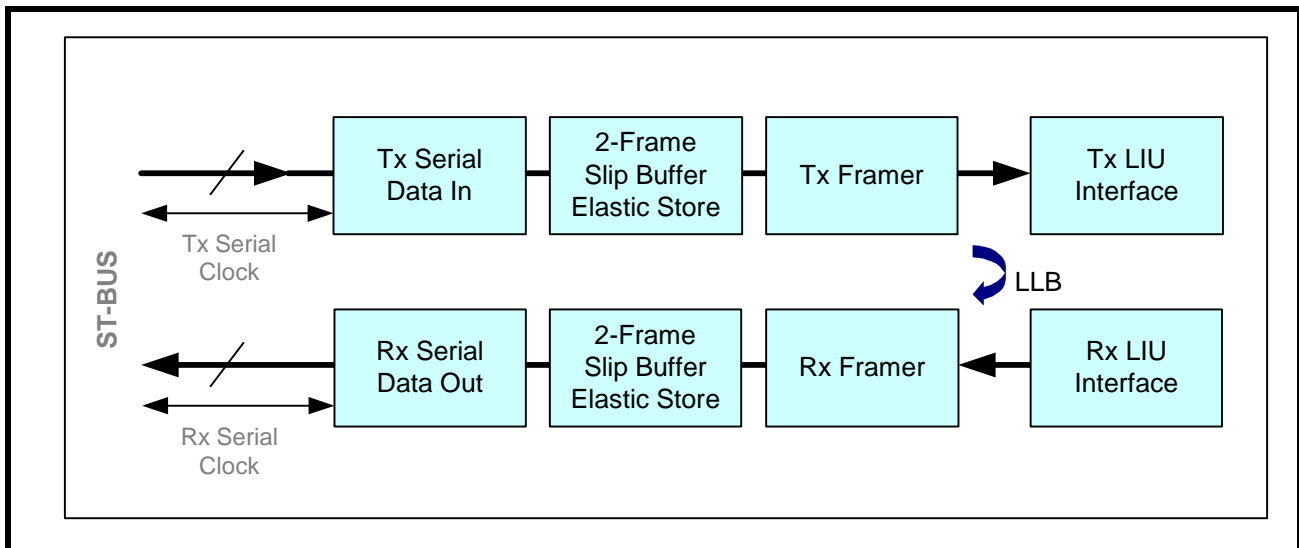 ST-BUS
Tx Serial
Data In
2-Frame
Slip Buffer
Elastic Store
Tx Framer
Tx LIU
Interface
Tx Serial
Clock
LLB
Rx Serial
Data Out
2-Frame
Slip Buffer
Elastic Store
Rx Framer
Rx LIU
Interface
Rx Serial
Clock